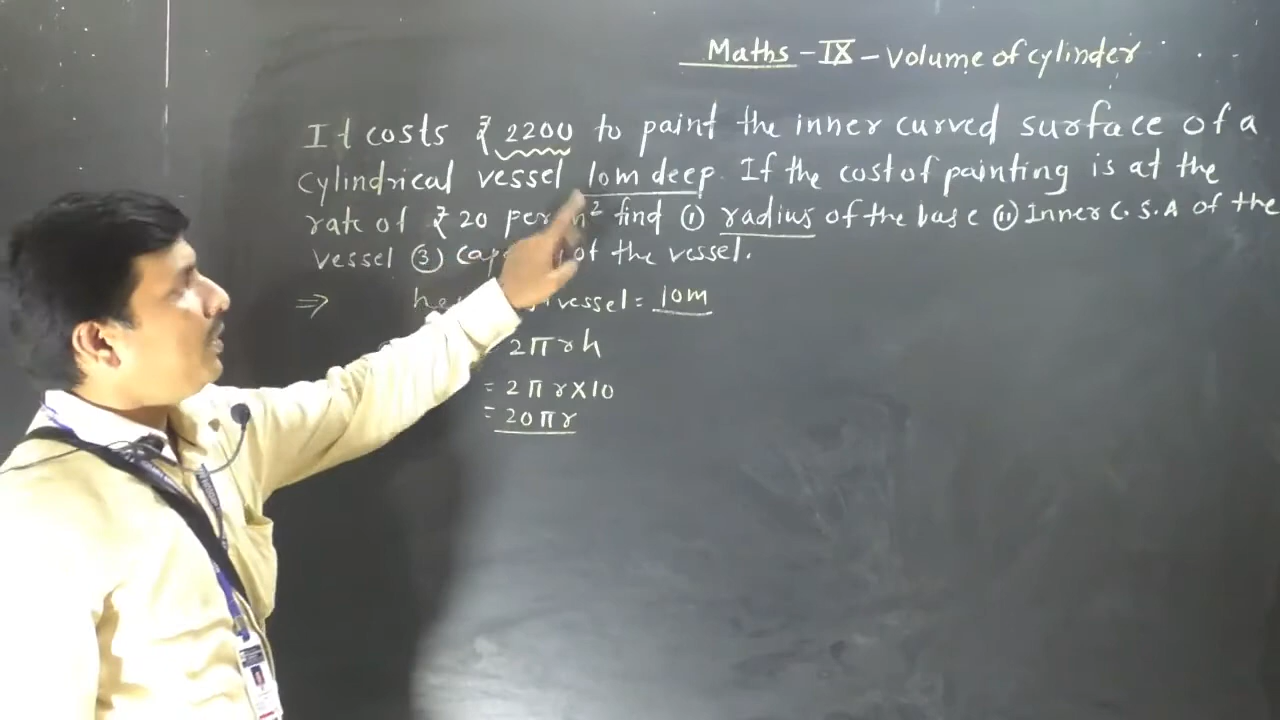 Maths - IX - Volume of cylinder
It costs ₹ 2200 to paint the inner curved surface of a
cylindrical vessel 10m deep. If the cost of painting is at the
rate of ₹ 20 per m² find (i) radius of the base (ii) Inner C.S.A of the
vessel (3) of the vessel.
⇒ vessel = 10m
= 2πrh
= 2πr×10
= 20πr